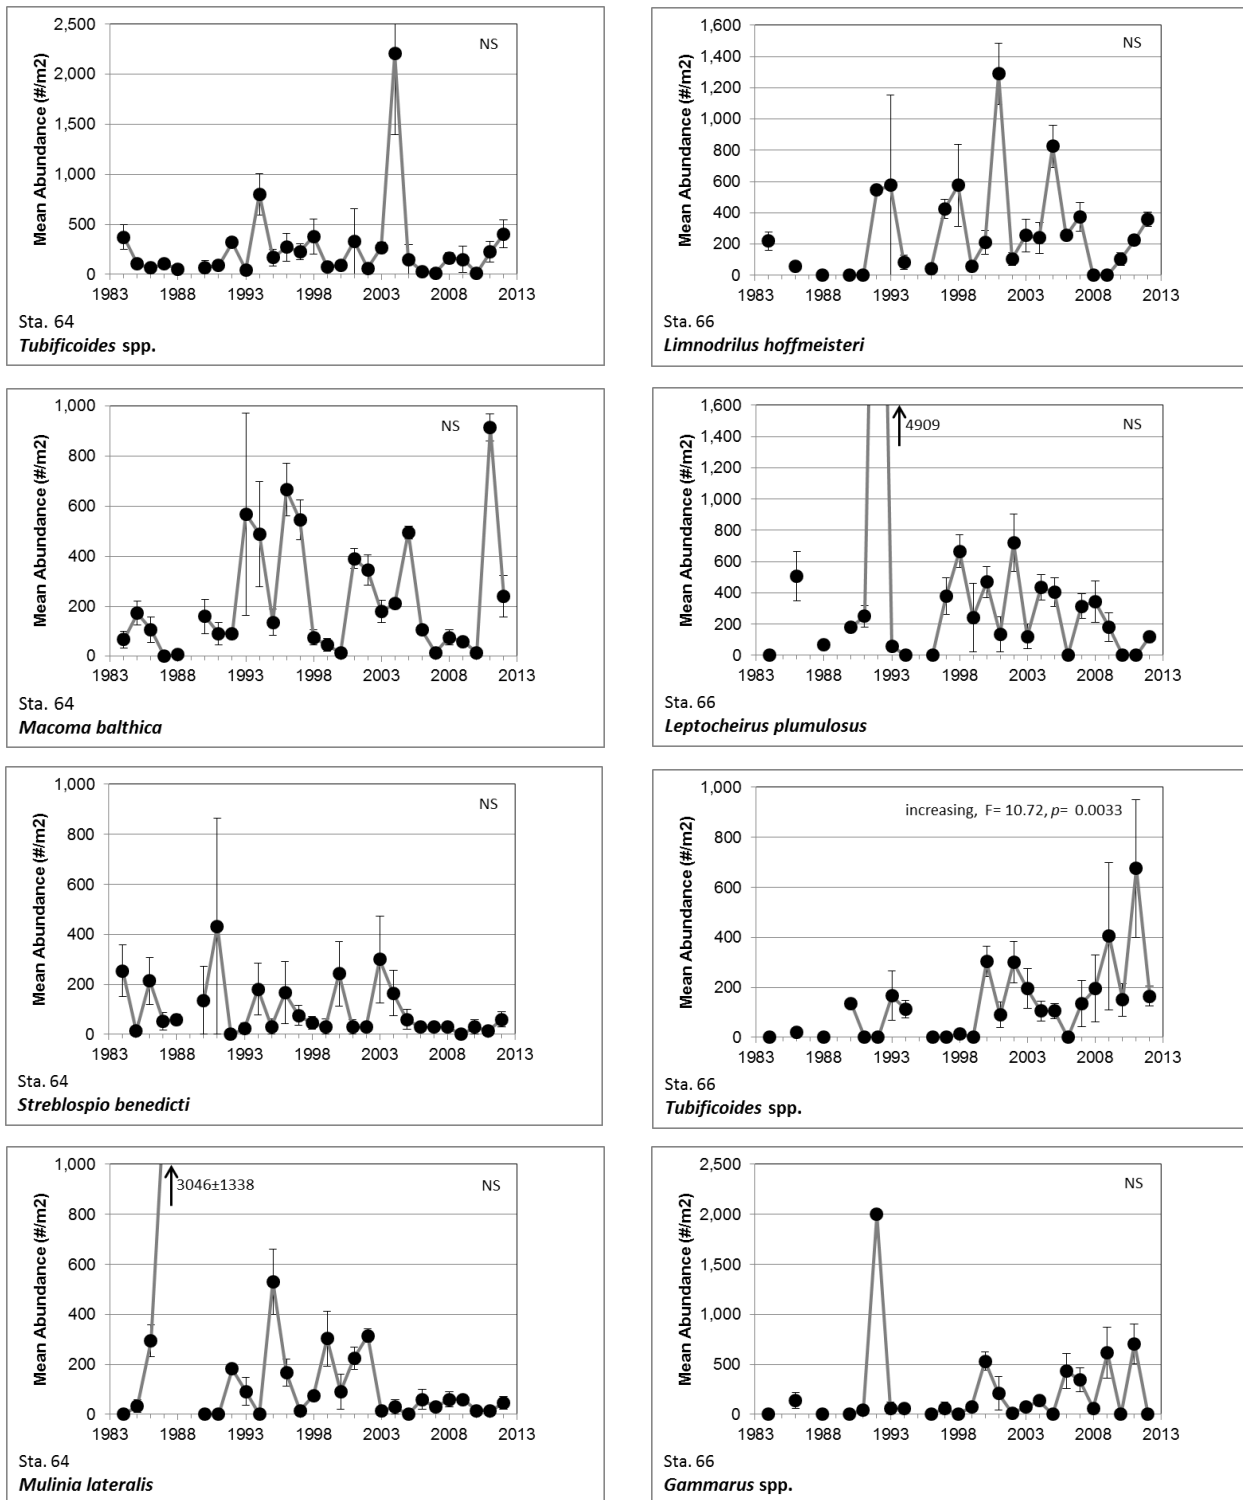 Mean Abundance (#/m2)
2,500
2,000
1,500
1,000
500
0
NS
1983 1988 1993 1998 2003 2008 2013
Sta. 64
Tubificoides spp.
Mean Abundance (#/m2)
1,600
1,400
1,200
1,000
800
600
400
200
0
NS
1983 1988 1993 1998 2003 2008 2013
Sta. 66
Limnodrilus hoffmeisteri
Mean Abundance (#/m2)
1,000
800
600
400
200
0
NS
1983 1988 1993 1998 2003 2008 2013
Sta. 64
Macoma balthica
Mean Abundance (#/m2)
1,600
1,400
1,200
1,000
800
600
400
200
0
4909
NS
1983 1988 1993 1998 2003 2008 2013
Sta. 66
Leptocheirus plumulosus
Mean Abundance (#/m2)
1,000
800
600
400
200
0
NS
1983 1988 1993 1998 2003 2008 2013
Sta. 64
Streblospio benedicti
Mean Abundance (#/m2)
1,000
800
600
400
200
0
increasing, F= 10.72, p= 0.0033
1983 1988 1993 1998 2003 2008 2013
Sta. 66
Tubificoides spp.
Mean Abundance (#/m2)
1,000
800
600
400
200
0
3046±1338
NS
1983 1988 1993 1998 2003 2008 2013
Sta. 64
Mulinia lateralis
Mean Abundance (#/m2)
2,500
2,000
1,500
1,000
500
0
NS
1983 1988 1993 1998 2003 2008 2013
Sta. 66
Gammarus spp.